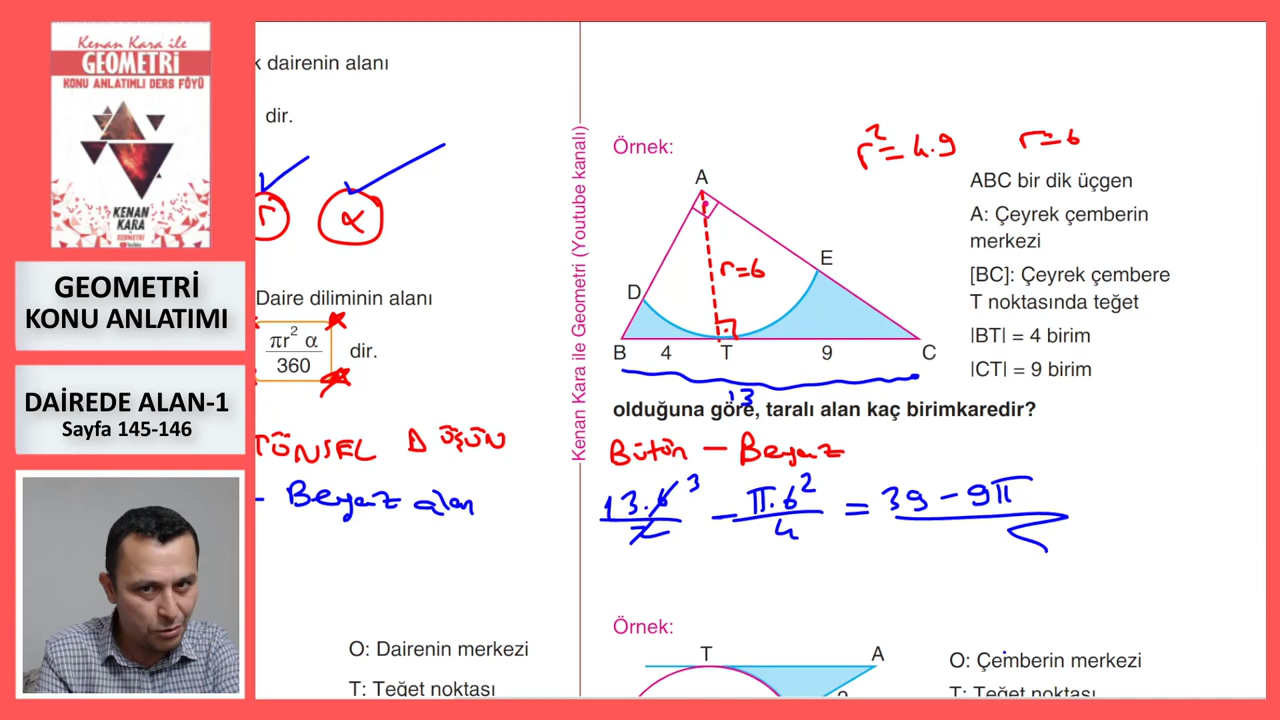 Kenan Kara ile
GEOMETRİ
KONU ANLATIMLI DERS FÖYÜ
KENAN
KARA
GEOMETRİ
GEOMETRİ
KONU ANLATIMI
DAİREDE ALAN-1
Sayfa 145-146
k dairenin alanı
dir.
r α
Daire diliminin alanı
πr² α
360
dir.
TÜNSEL DÜŞÜN
- Beyaz alan
O: Dairenin merkezi
T: Teğet noktası
Kenan Kara ile Geometri (Youtube kanalı)
Örnek:
r² = 4.9 r=6
A
r=6
D
E
B 4 T 9 C
13
ABC bir dik üçgen
A: Çeyrek çemberin
merkezi
[BC]: Çeyrek çembere
T noktasında teğet
|BT| = 4 birim
|CT| = 9 birim
olduğuna göre, taralı alan kaç birimkaredir?
Bütün - Beyaz
13.6 3 / 2 - π.6² / 4 = 39 - 9π
Örnek:
T A
O: Çemberin merkezi
T: Teğet noktası